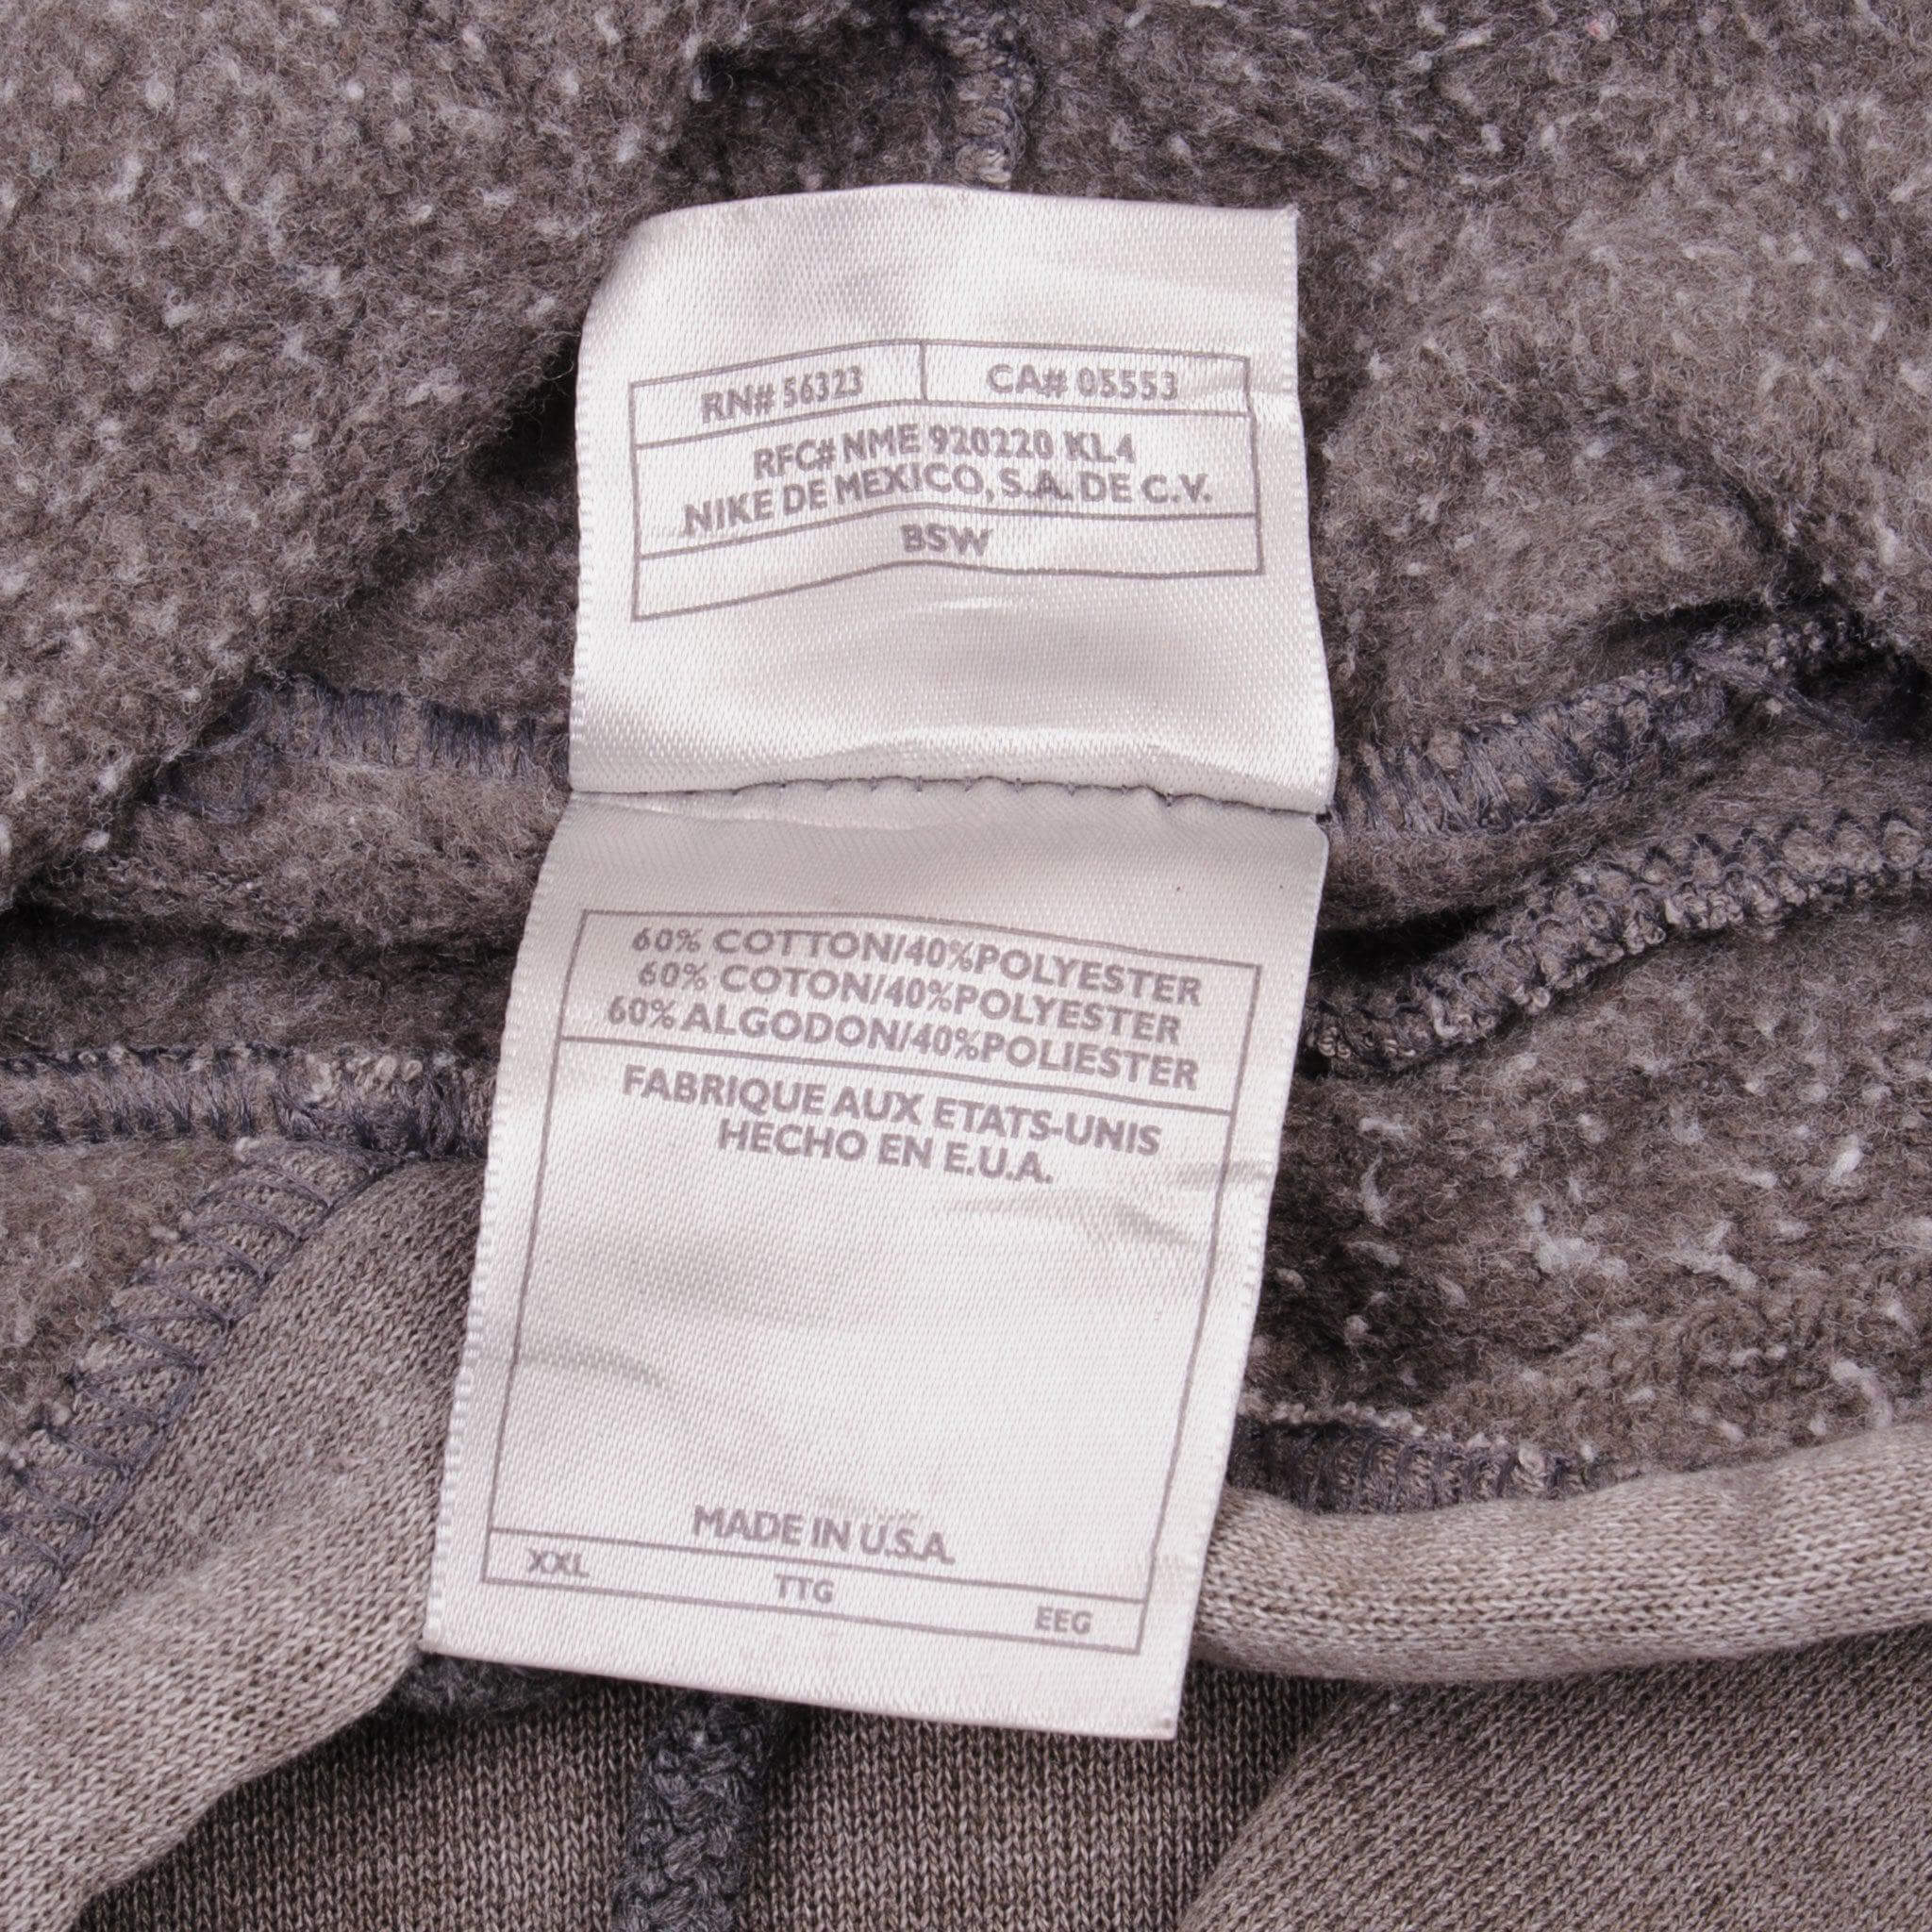 RN# 56323 CA# 05553
RFC# NME 920220 KL4
NIKE DE MEXICO, S.A. DE C.V.
BSW
60% COTTON/40%POLYESTER
60% COTON/40%POLYESTER
60% ALGODON/40%POLIESTER
FABRIQUE AUX ETATS-UNIS
HECHO EN E.U.A.
MADE IN U.S.A.
XXL TTG EEG